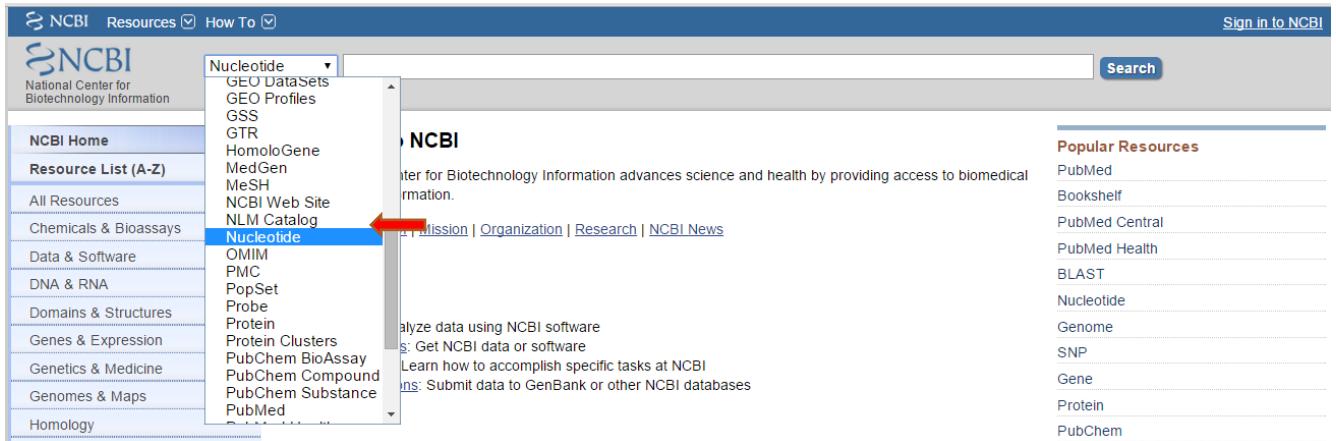 NCBI Resources How To Sign in to NCBI
NCBI
National Center for
Biotechnology Information
Nucleotide
Search
GEO DataSets
GEO Profiles
GSS
GTR
HomoloGene
MedGen
MeSH
NCBI Web Site
NLM Catalog
Nucleotide
OMIM
PMC
PopSet
Probe
Protein
Protein Clusters
PubChem BioAssay
PubChem Compound
PubChem Substance
PubMed
NCBI Home
Resource List (A-Z)
All Resources
Chemicals & Bioassays
Data & Software
DNA & RNA
Domains & Structures
Genes & Expression
Genetics & Medicine
Genomes & Maps
Homology
NCBI
ter for Biotechnology Information advances science and health by providing access to biomedical
rmation.
| Mission | Organization | Research | NCBI News
alyze data using NCBI software
s: Get NCBI data or software
Learn how to accomplish specific tasks at NCBI
ns: Submit data to GenBank or other NCBI databases
Popular Resources
PubMed
Bookshelf
PubMed Central
PubMed Health
BLAST
Nucleotide
Genome
SNP
Gene
Protein
PubChem